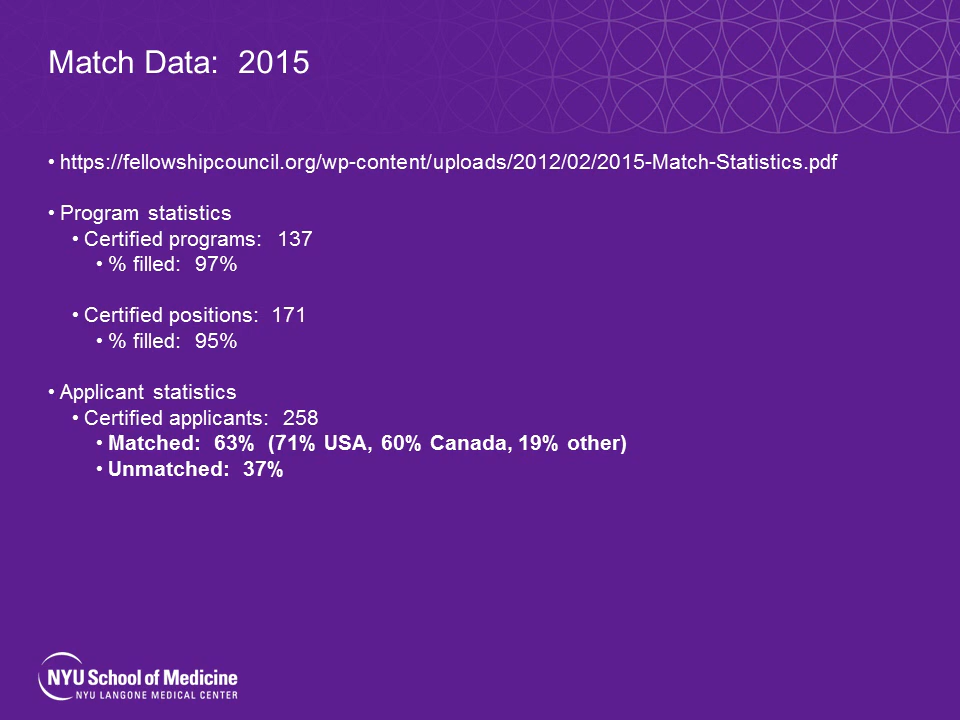 Match Data: 2015
• https://fellowshipcouncil.org/wp-content/uploads/2012/02/2015-Match-Statistics.pdf
• Program statistics
• Certified programs: 137
• % filled: 97%
• Certified positions: 171
• % filled: 95%
• Applicant statistics
• Certified applicants: 258
• Matched: 63% (71% USA, 60% Canada, 19% other)
• Unmatched: 37%
NYU School of Medicine
NYU LANGONE MEDICAL CENTER